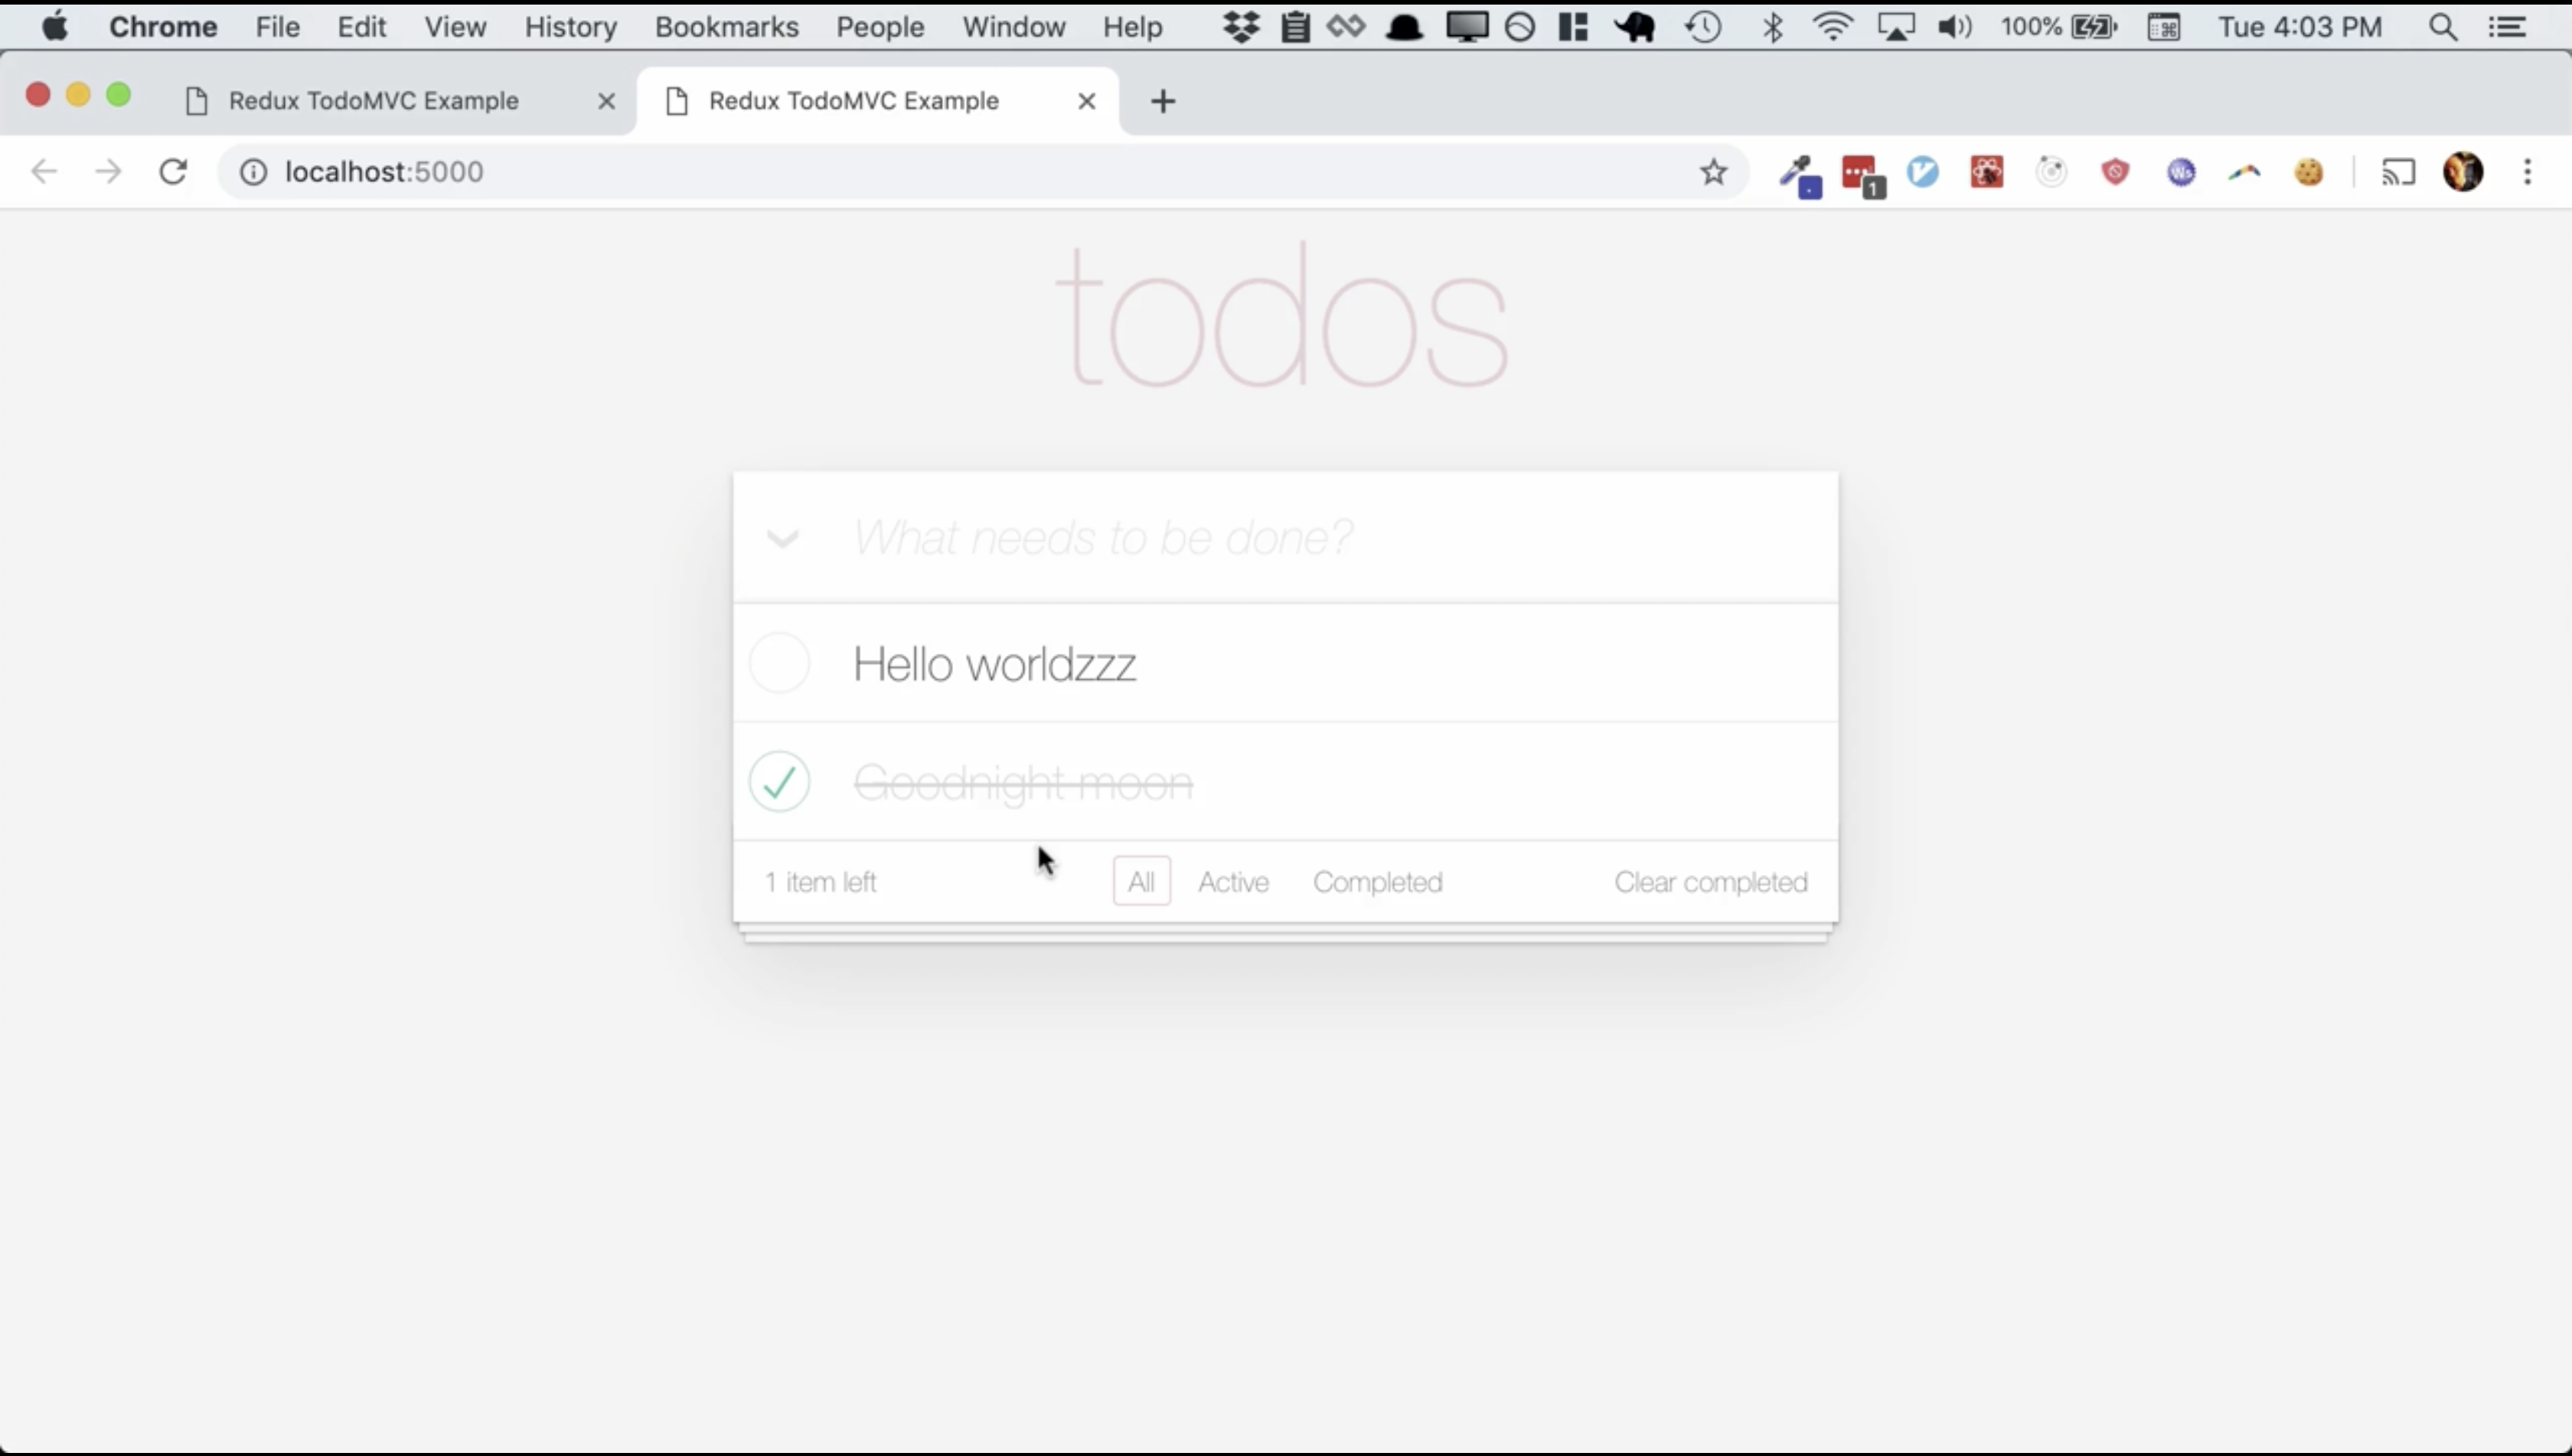 Chrome File Edit View History Bookmarks People Window Help 100% Tue 4:03 PM
Redux TodoMVC Example Redux TodoMVC Example
localhost:5000 1 Ws
todos
What needs to be done?
Hello worldzzz
Goodnight moon
1 item left All Active Completed Clear completed